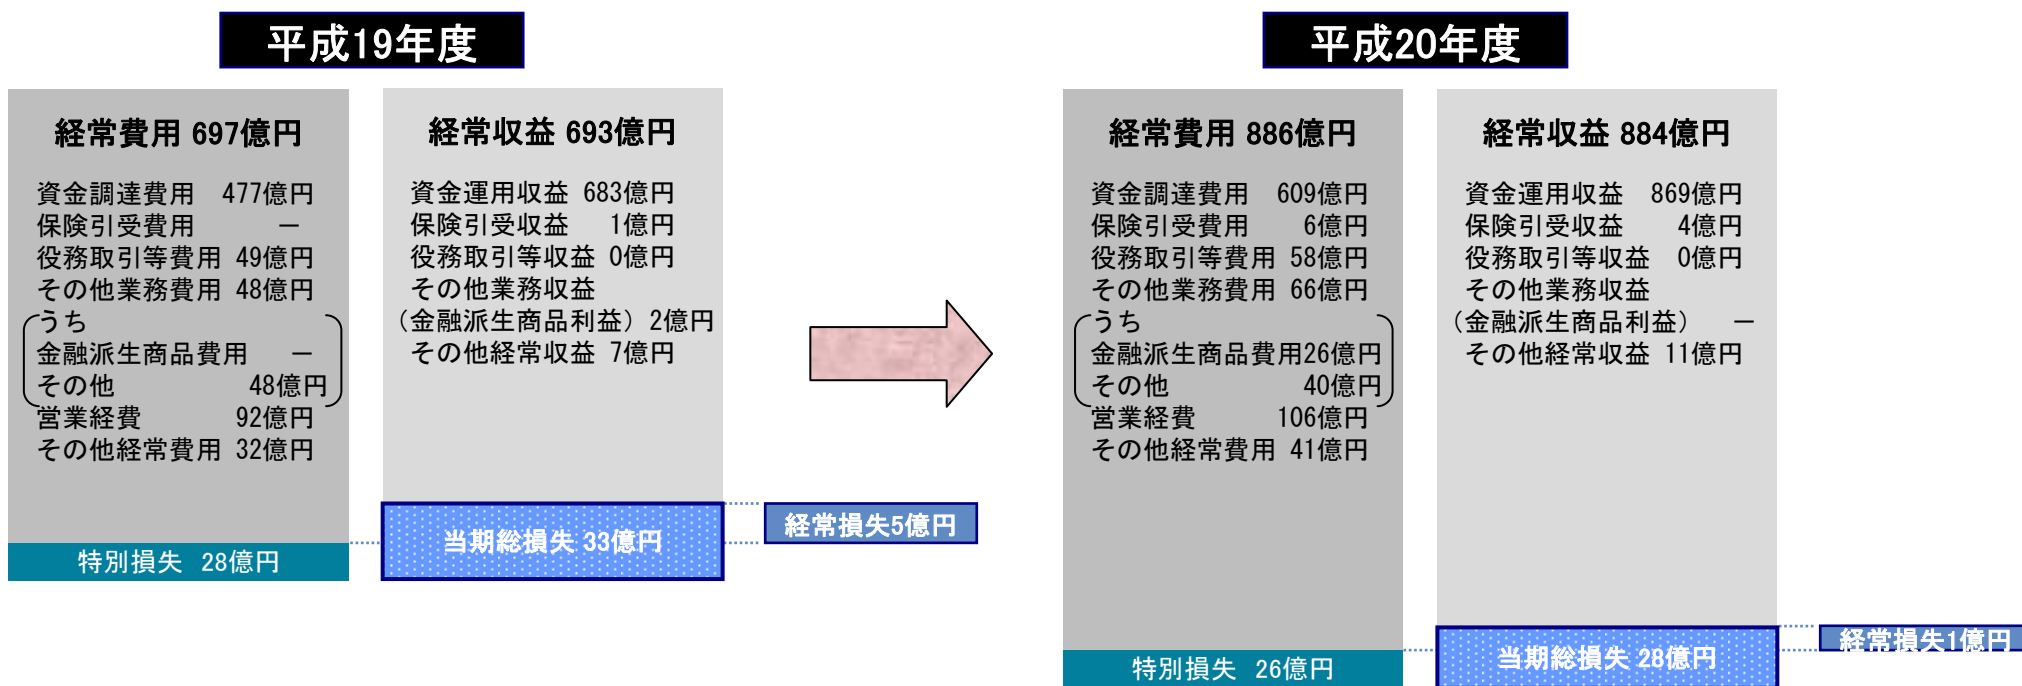 平成19年度
経常費用 697億円
資金調達費用 477億円
保険引受費用 －
役務取引等費用 49億円
その他業務費用 48億円
うち
金融派生商品費用 －
その他 48億円
営業経費 92億円
その他経常費用 32億円
特別損失 28億円
経常収益 693億円
資金運用収益 683億円
保険引受収益 1億円
役務取引等収益 0億円
その他業務収益
（金融派生商品利益）2億円
その他経常収益 7億円
当期総損失 33億円
経常損失5億円
平成20年度
経常費用 886億円
資金調達費用 609億円
保険引受費用 6億円
役務取引等費用 58億円
その他業務費用 66億円
うち
金融派生商品費用26億円
その他 40億円
営業経費 106億円
その他経常費用 41億円
特別損失 26億円
経常収益 884億円
資金運用収益 869億円
保険引受収益 4億円
役務取引等収益 0億円
その他業務収益
（金融派生商品利益） －
その他経常収益 11億円
当期総損失 28億円
経常損失1億円